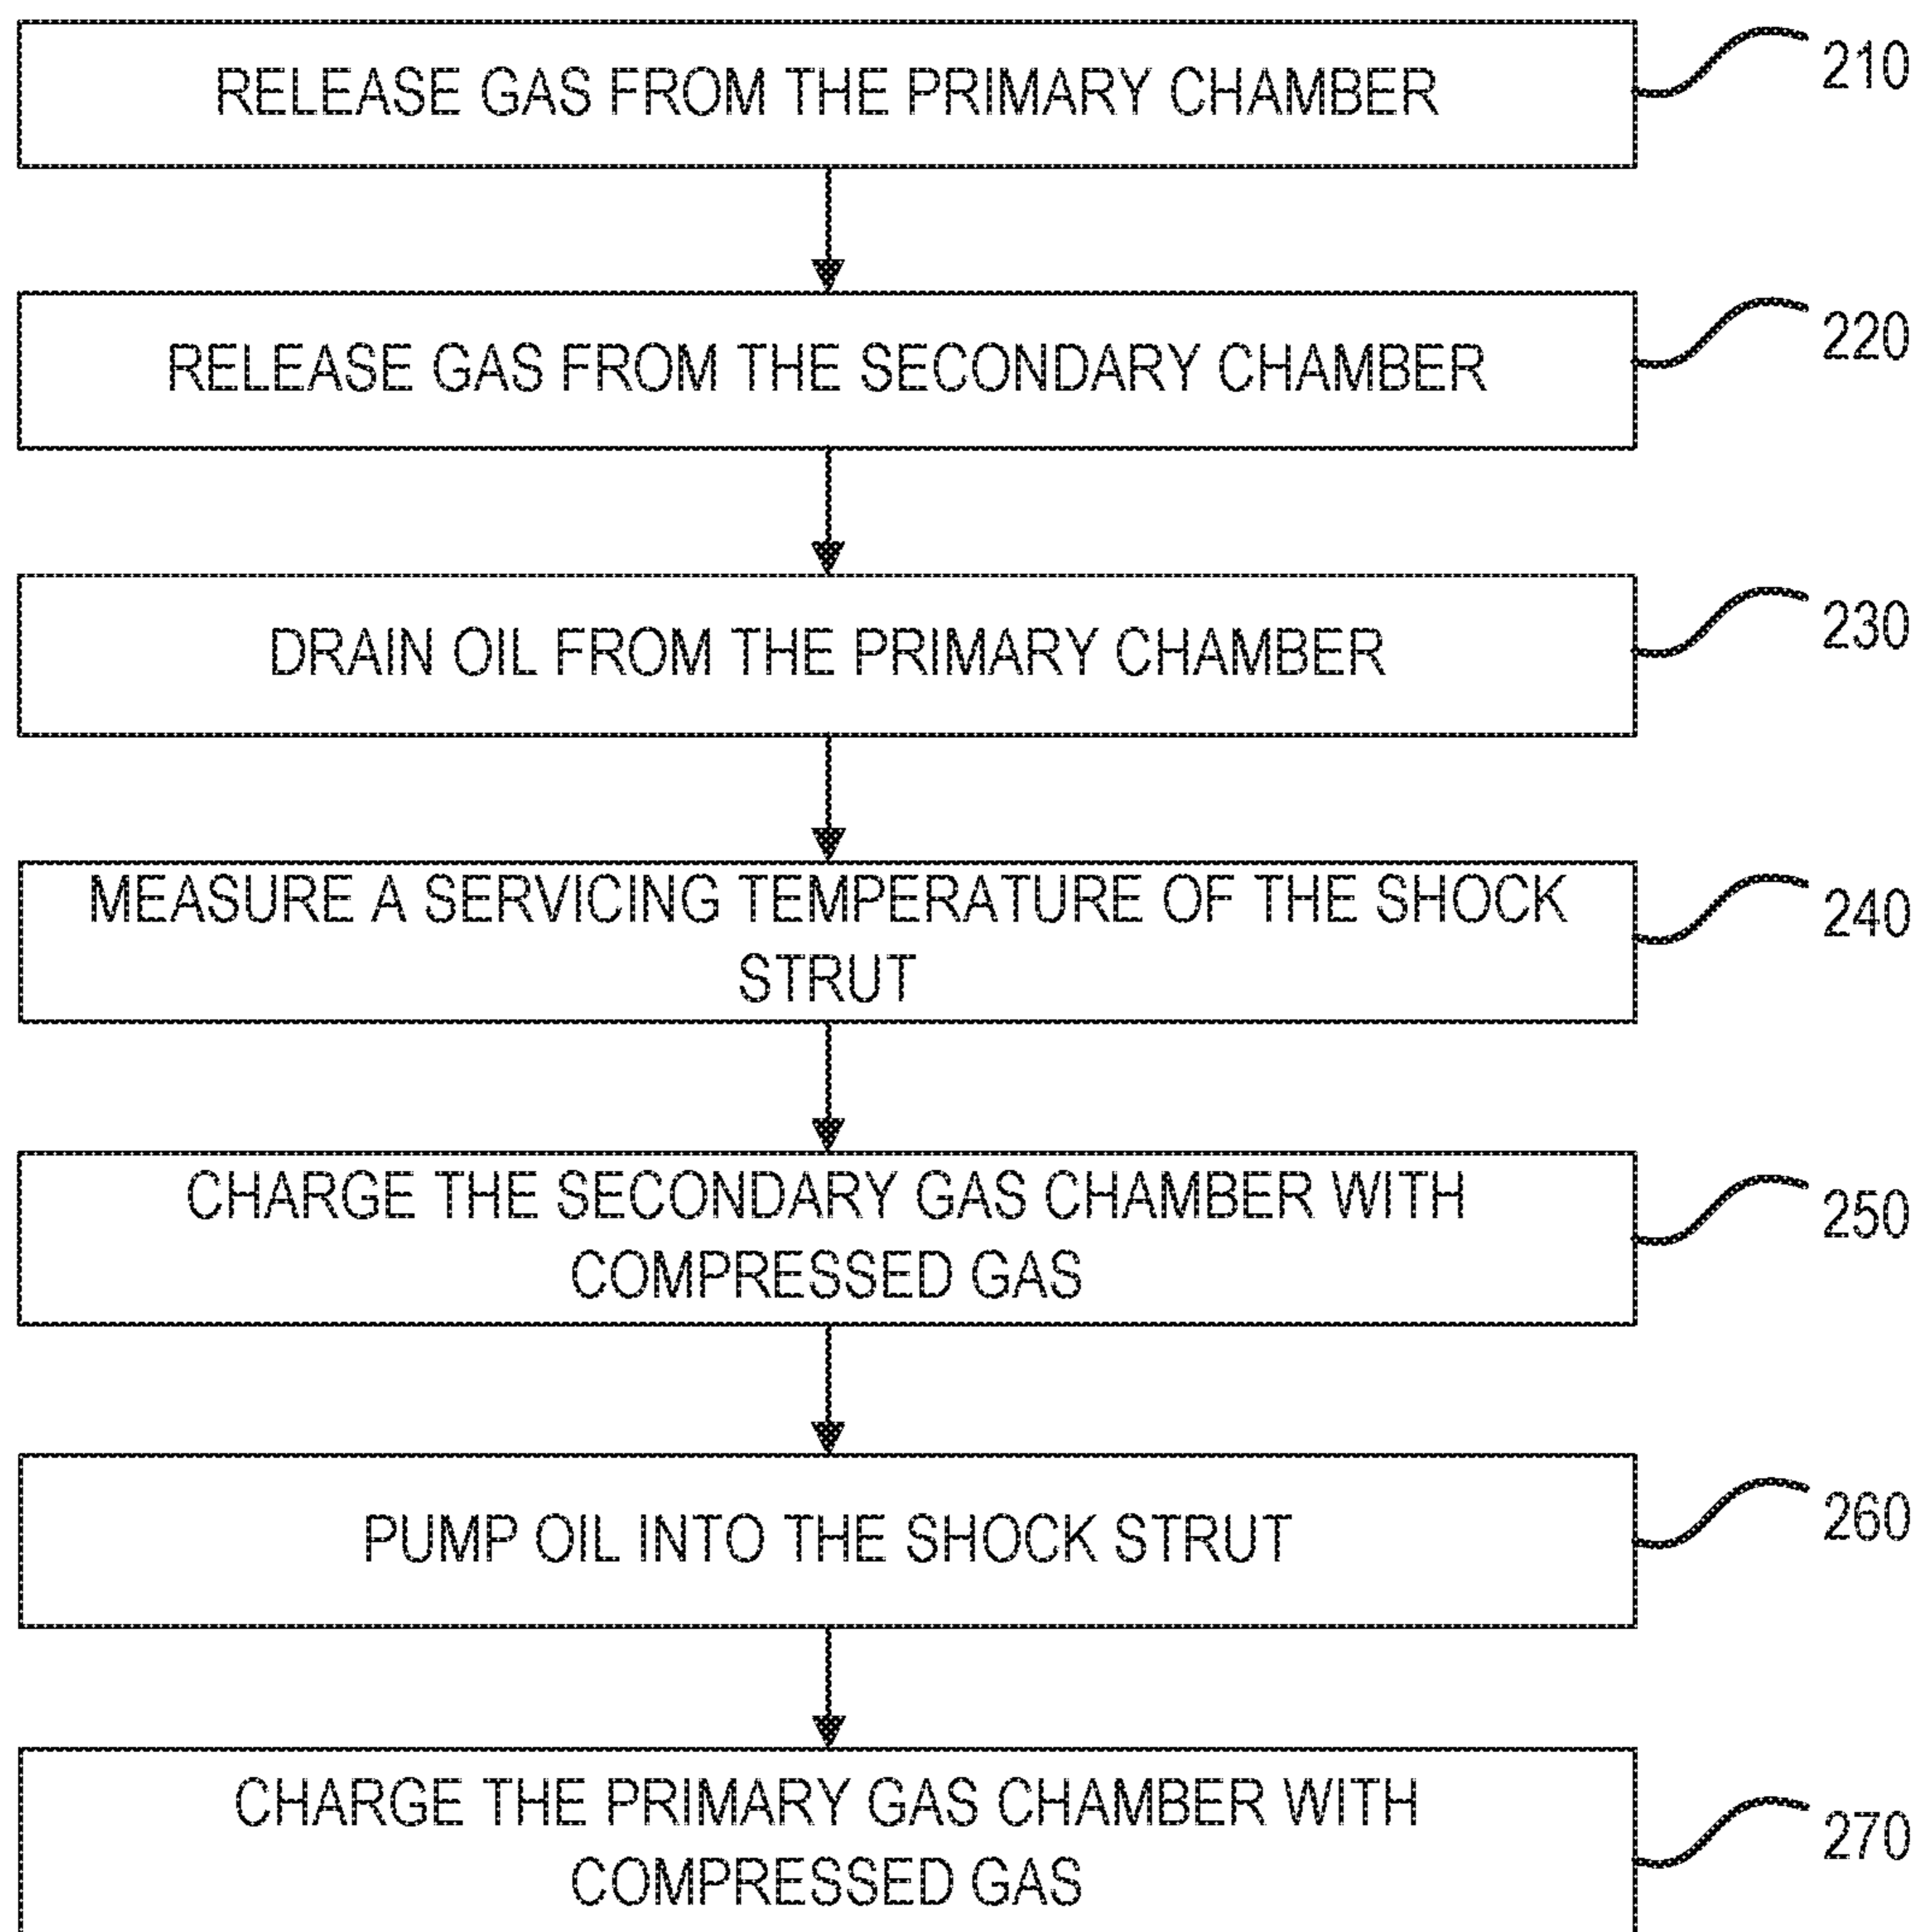 RELEASE GAS FROM THE PRIMARY CHAMBER
210
RELEASE GAS FROM THE SECONDARY CHAMBER
220
DRAIN OIL FROM THE PRIMARY CHAMBER
230
MEASURE A SERVICING TEMPERATURE OF THE SHOCK
STRUT
240
CHARGE THE SECONDARY GAS CHAMBER WITH
COMPRESSED GAS
250
PUMP OIL INTO THE SHOCK STRUT
260
CHARGE THE PRIMARY GAS CHAMBER WITH
COMPRESSED GAS
270